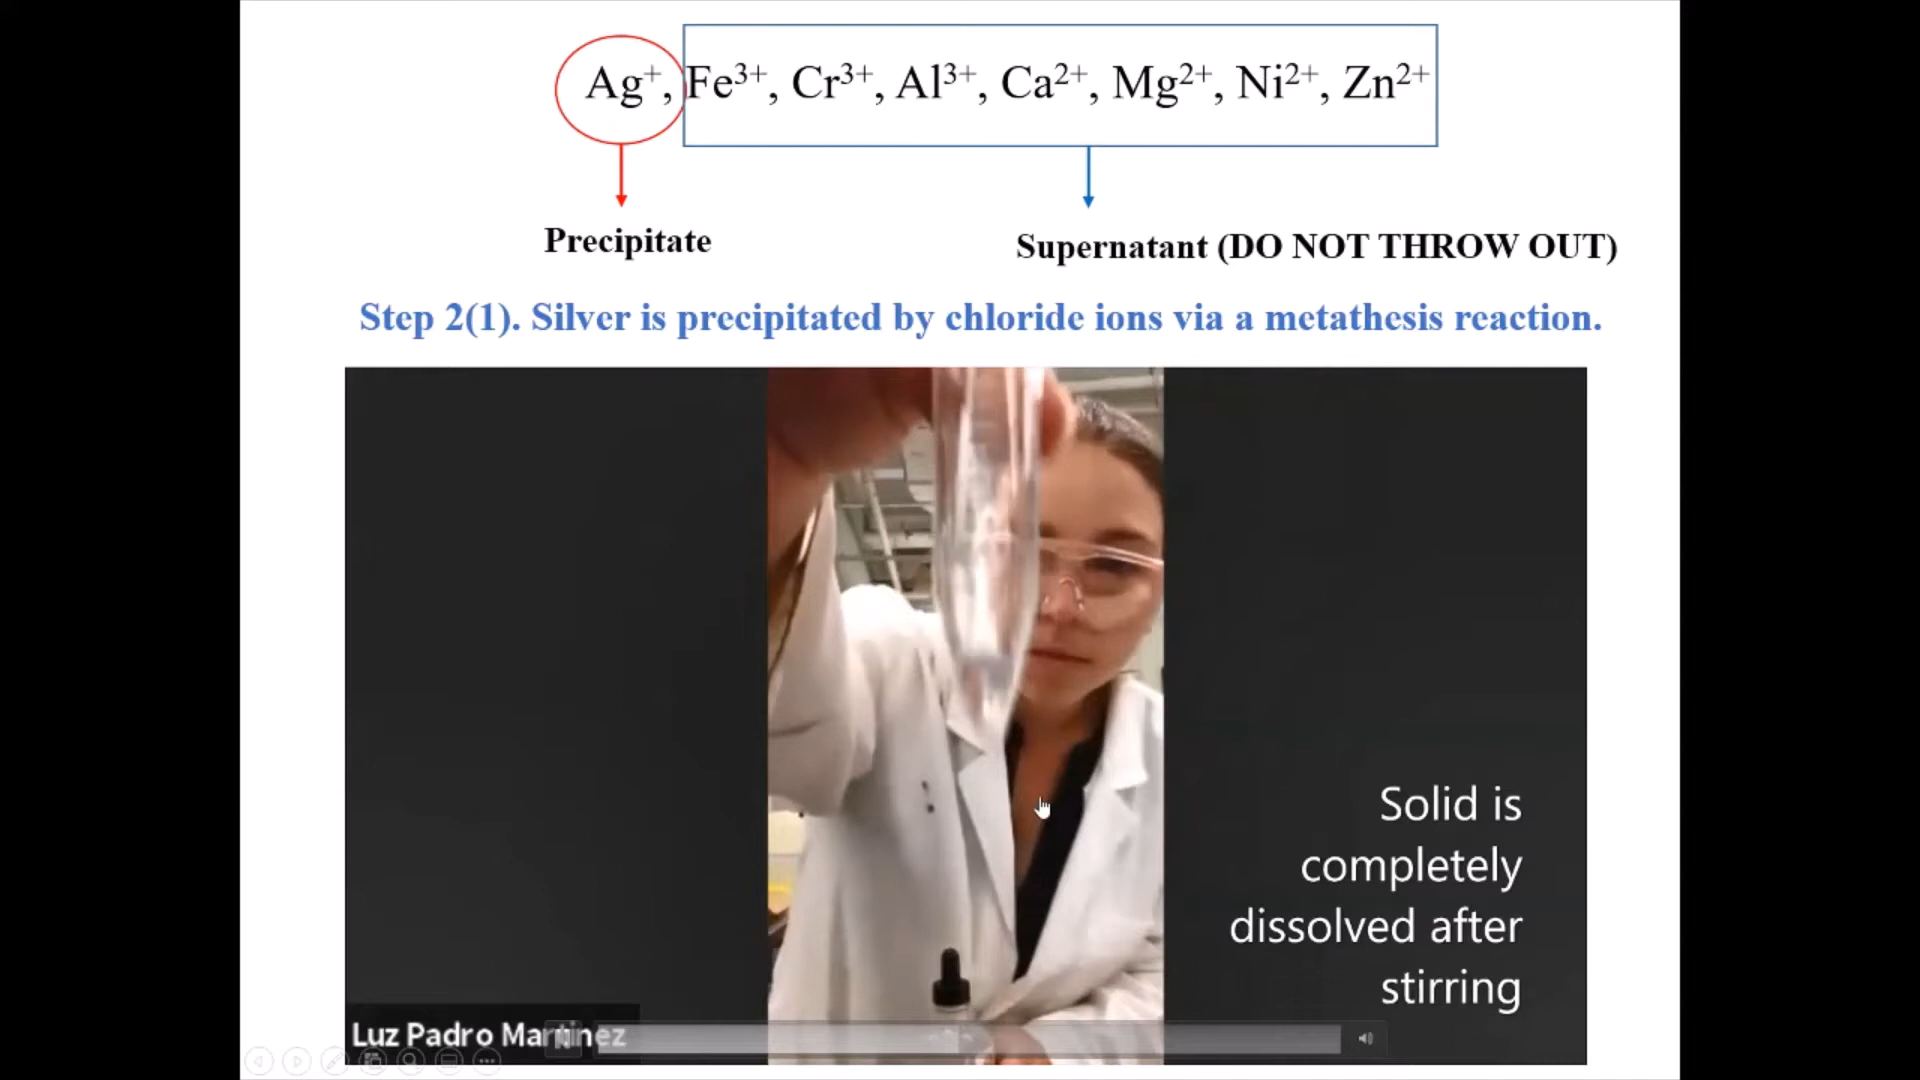 Ag⁺, Fe³⁺, Cr³⁺, Al³⁺, Ca²⁺, Mg²⁺, Ni²⁺, Zn²⁺
Precipitate
Supernatant (DO NOT THROW OUT)
Step 2(1). Silver is precipitated by chloride ions via a metathesis reaction.
Solid is
completely
dissolved after
stirring
Luz Padro Martinez